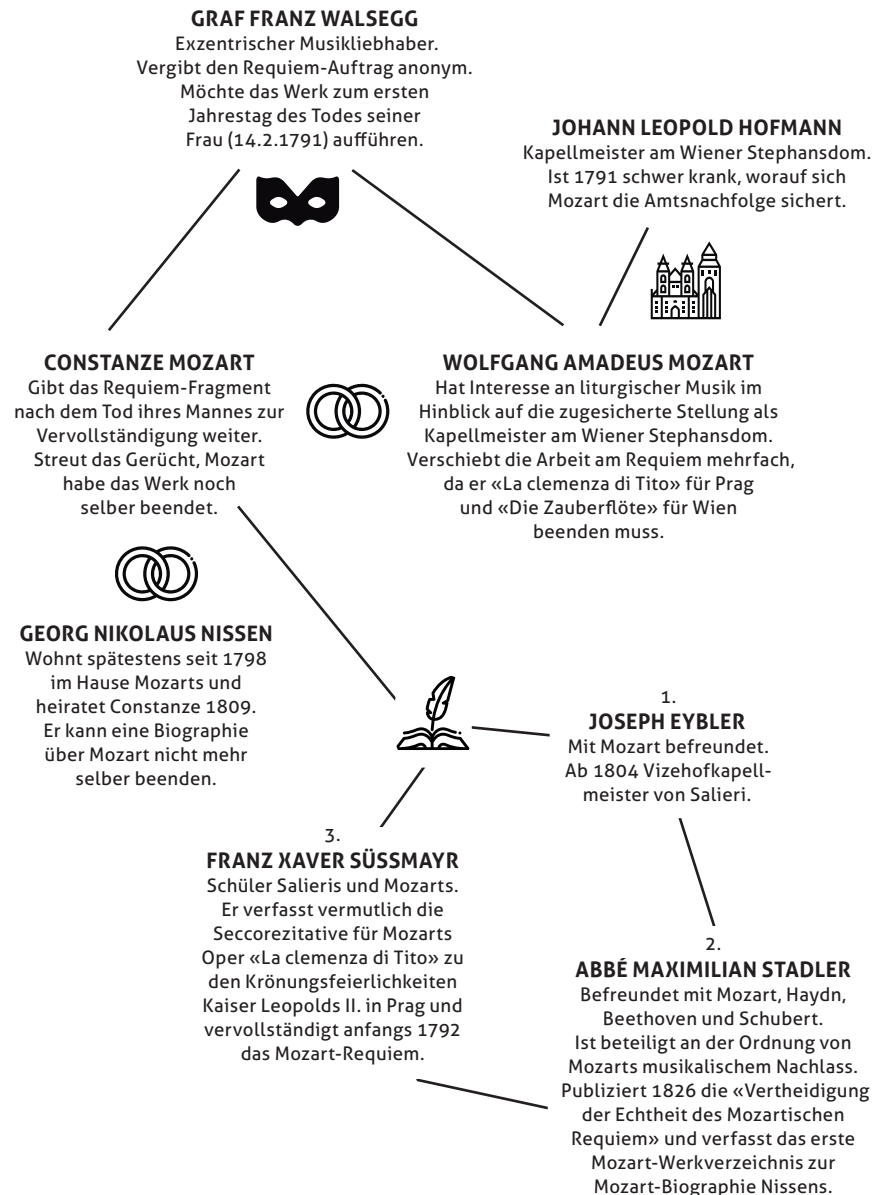 GRAF FRANZ WALSEGG
Exzentrischer Musikliebhaber.
Vergibt den Requiem-Auftrag anonym.
Möchte das Werk zum ersten
Jahrestag des Todes seiner
Frau (14.2.1791) aufführen.
JOHANN LEOPOLD HOFMANN
Kapellmeister am Wiener Stephansdom.
Ist 1791 schwer krank, worauf sich
Mozart die Amtsnachfolge sichert.
CONSTANZE MOZART
Gibt das Requiem-Fragment
nach dem Tod ihres Mannes zur
Vervollständigung weiter.
Streut das Gerücht, Mozart
habe das Werk noch
selber beendet.
WOLFGANG AMADEUS MOZART
Hat Interesse an liturgischer Musik im
Hinblick auf die zugesicherte Stellung als
Kapellmeister am Wiener Stephansdom.
Verschiebt die Arbeit am Requiem mehrfach,
da er «La clemenza di Tito» für Prag
und «Die Zauberflöte» für Wien
beenden muss.
GEORG NIKOLAUS NISSEN
Wohnt spätestens seit 1798
im Hause Mozarts und
heiratet Constanze 1809.
Er kann eine Biographie
über Mozart nicht mehr
selber beenden.
1.
JOSEPH EYBLER
Mit Mozart befreundet.
Ab 1804 Vizehofkapell-
meister von Salieri.
3.
FRANZ XAVER SÜSSMAYR
Schüler Salieris und Mozarts.
Er verfasst vermutlich die
Seccorezitative für Mozarts
Oper «La clemenza di Tito» zu
den Krönungsfeierlichkeiten
Kaiser Leopolds II. in Prag und
vervollständigt anfangs 1792
das Mozart-Requiem.
2.
ABBÉ MAXIMILIAN STADLER
Befreundet mit Mozart, Haydn,
Beethoven und Schubert.
Ist beteiligt an der Ordnung von
Mozarts musikalischem Nachlass.
Publiziert 1826 die «Vertheidigung
der Echtheit des Mozartischen
Requiem» und verfasst das erste
Mozart-Werkverzeichnis zur
Mozart-Biographie Nissens.